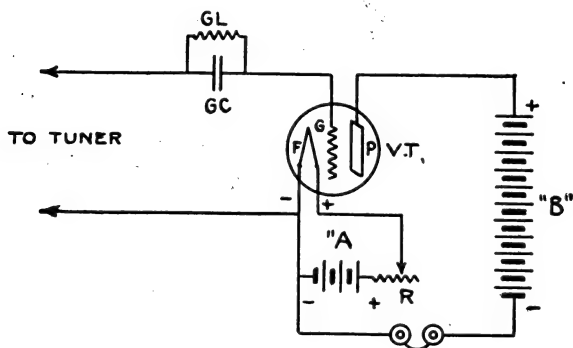 GL
GC
TO TUNER
G
F
P
V.T.
-
+
+
"B"
"A
-
+
R
-